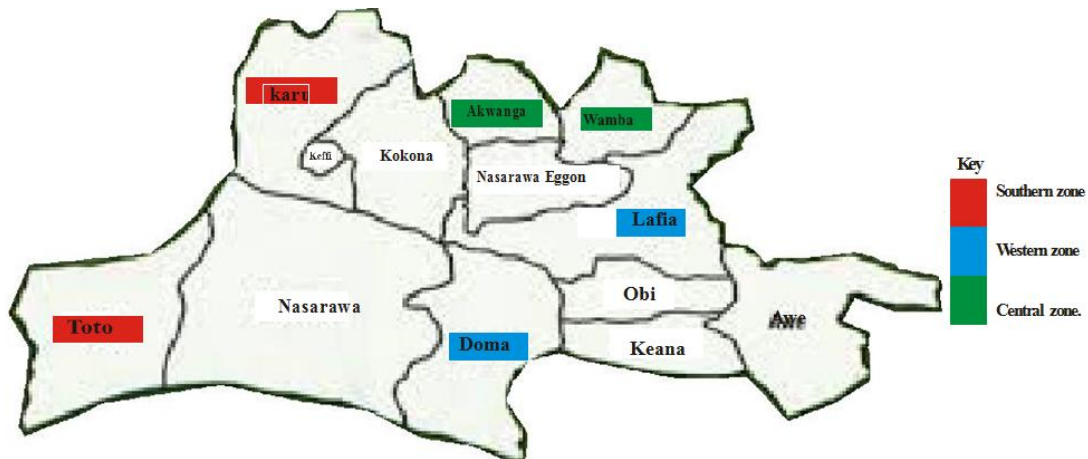 karu
Akwanga
Wamba
Keffi
Kokona
Nasarawa Eggon
Key
Southern zone
Lafia
Western zone
Obi
Nasarawa
Central zone.
Toto
Awe
Doma
Keana